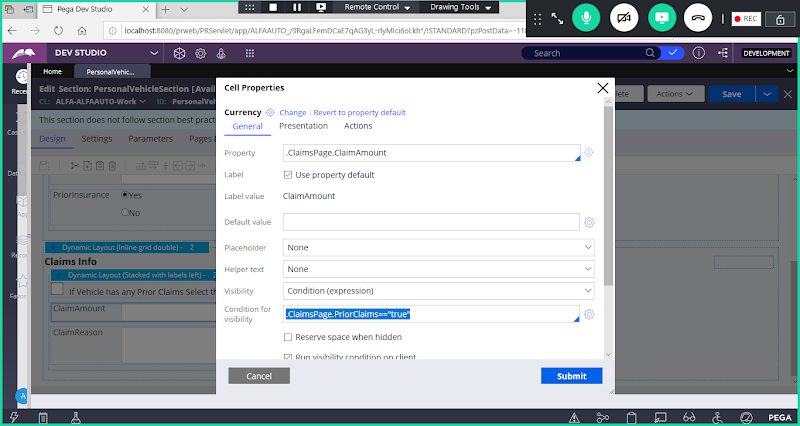 Pega Dev Studio
Remote Control
Drawing Tools
REC
localhost:8080/prweb/PRServlet/app/ALFAAUTO_/3RgaLFemDCaE7qAG3yL-rlyMIci6oLkh*/!STANDARD?pzPostData=-118
DEV STUDIO
Search
DEVELOPMENT
Home
PersonalVehic...
Edit Section: PersonalVehicleSection [Avail
CL: ALFA-ALFAAUTO-Work
ID: PersonalVehic
Actions
Save
This section does not follow section best pract
Design
Settings
Parameters
Pages &
PriorInsurance
Yes
No
Dynamic Layout (Inline grid double) - 2
Claims Info
Dynamic Layout (Stacked with labels left) - 2
If Vehicle has any Prior Claims Select th
ClaimAmount
ClaimReason
Cell Properties
Currency
Change | Revert to property default
General
Presentation
Actions
Property
.ClaimsPage.ClaimAmount
Label
Use property default
Label value
ClaimAmount
Default value
Placeholder
None
Helper text
None
Visibility
Condition (expression)
Condition for
visibility
.ClaimsPage.PriorClaims=="true"
Reserve space when hidden
Run visibility condition on client
Cancel
Submit
PEGA